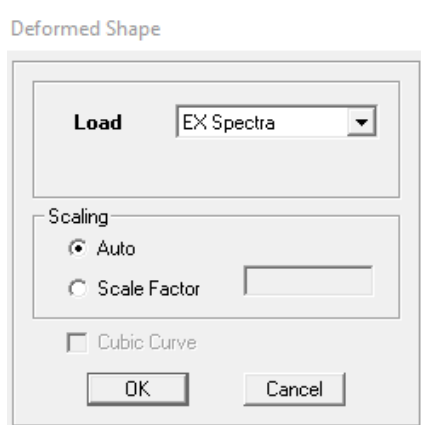 Deformed Shape
Load EX Spectra
Scaling
Auto
Scale Factor
Cubic Curve
OK Cancel